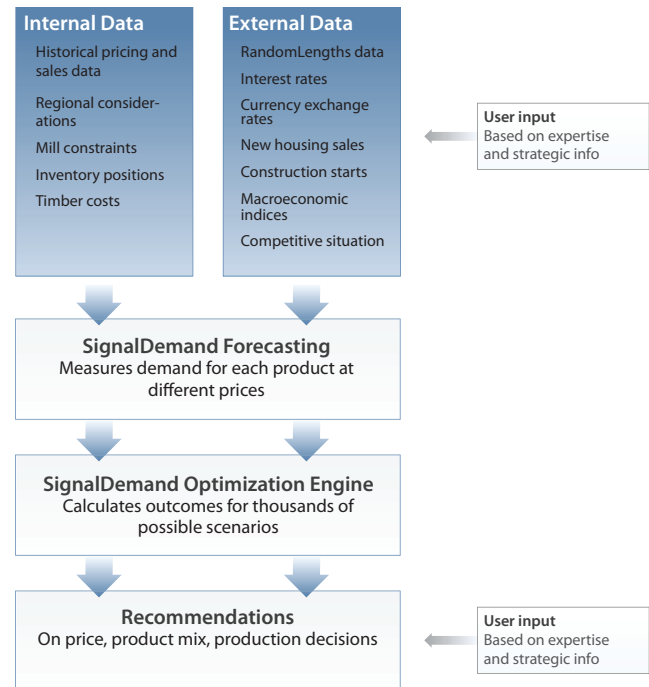 Internal Data
Historical pricing and
sales data
Regional consider-
ations
Mill constraints
Inventory positions
Timber costs
External Data
RandomLengths data
Interest rates
Currency exchange
rates
New housing sales
Construction starts
Macroeconomic
indices
Competitive situation
User input
Based on expertise
and strategic info
SignalDemand Forecasting
Measures demand for each product at
different prices
SignalDemand Optimization Engine
Calculates outcomes for thousands of
possible scenarios
Recommendations
On price, product mix, production decisions
User input
Based on expertise
and strategic info